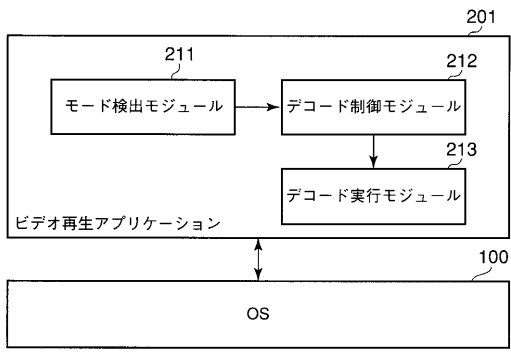 201
211
モード検出モジュール
212
デコード制御モジュール
213
デコード実行モジュール
ビデオ再生アプリケーション
100
OS